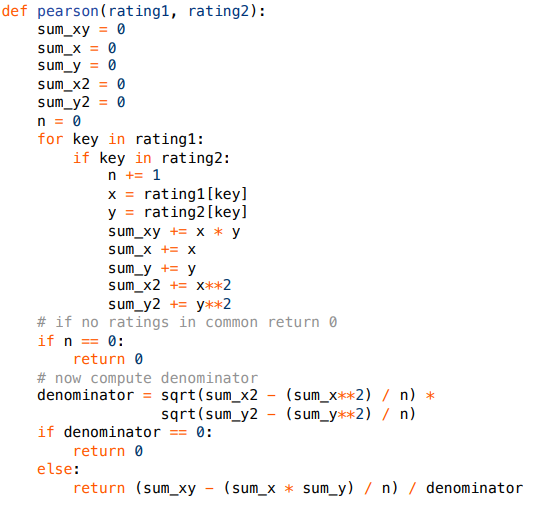 def pearson(rating1, rating2):
    sum_xy = 0
    sum_x = 0
    sum_y = 0
    sum_x2 = 0
    sum_y2 = 0
    n = 0
    for key in rating1:
        if key in rating2:
            n += 1
            x = rating1[key]
            y = rating2[key]
            sum_xy += x * y
            sum_x += x
            sum_y += y
            sum_x2 += x**2
            sum_y2 += y**2
    # if no ratings in common return 0
    if n == 0:
        return 0
    # now compute denominator
    denominator = sqrt(sum_x2 - (sum_x**2) / n) *
                  sqrt(sum_y2 - (sum_y**2) / n)
    if denominator == 0:
        return 0
    else:
        return (sum_xy - (sum_x * sum_y) / n) / denominator